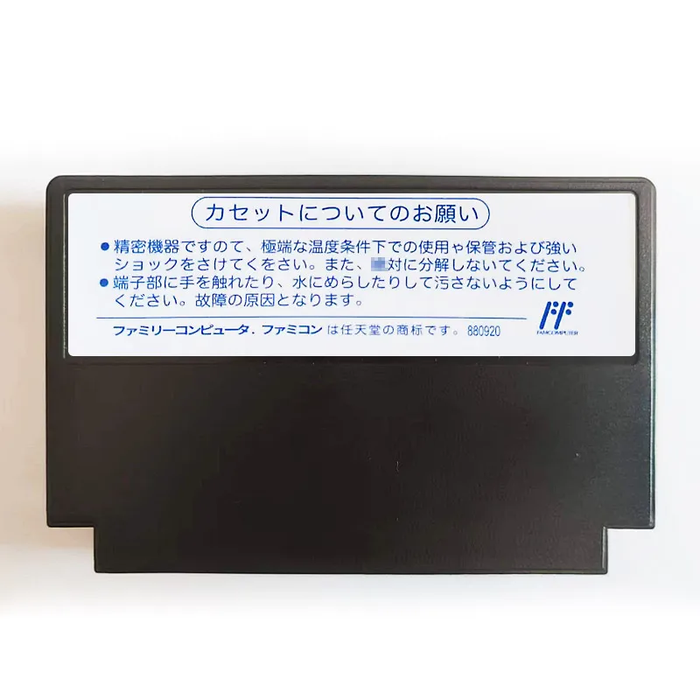 カセットについてのお願い
●精密機器ですので、極端な温度条件下での使用や保管および強い
ショックをさけてくをさい。また、対に分解しないてください。
●端子部に手を触れたり、水にめらしたりして汚さないようにして
ください。故障の原因となります。
ファミリーコンピュータ．ファミコン は任天堂の商標です。 880920
FF
FAMICOMPUTER